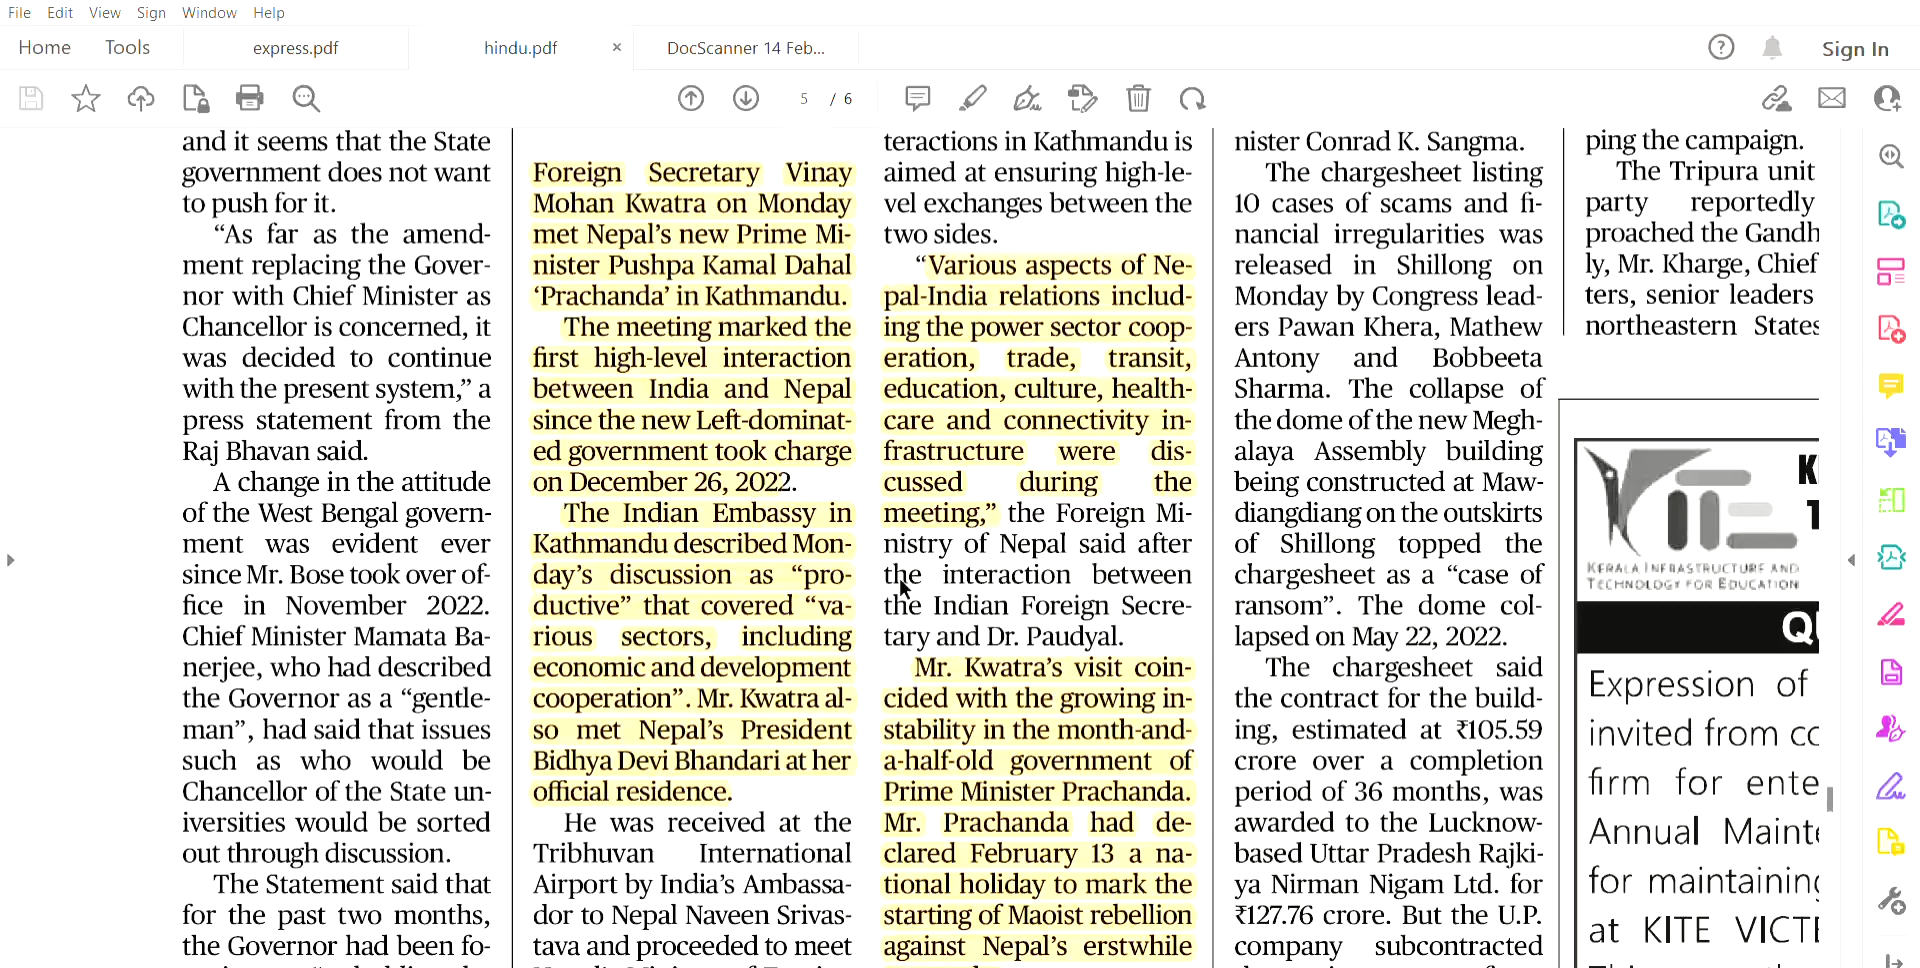 File Edit View Sign Window Help
Home Tools express.pdf hindu.pdf × DocScanner 14 Feb... Sign In
5 / 6
and it seems that the State
government does not want
to push for it.
“As far as the amend-
ment replacing the Gover-
nor with Chief Minister as
Chancellor is concerned, it
was decided to continue
with the present system,” a
press statement from the
Raj Bhavan said.
A change in the attitude
of the West Bengal govern-
ment was evident ever
since Mr. Bose took over of-
fice in November 2022.
Chief Minister Mamata Ba-
nerjee, who had described
the Governor as a “gentle-
man”, had said that issues
such as who would be
Chancellor of the State un-
iversities would be sorted
out through discussion.
The Statement said that
for the past two months,
the Governor had been fo-
Foreign Secretary Vinay
Mohan Kwatra on Monday
met Nepal’s new Prime Mi-
nister Pushpa Kamal Dahal
‘Prachanda’ in Kathmandu.
The meeting marked the
first high-level interaction
between India and Nepal
since the new Left-dominat-
ed government took charge
on December 26, 2022.
The Indian Embassy in
Kathmandu described Mon-
day’s discussion as “pro-
ductive” that covered “va-
rious sectors, including
economic and development
cooperation”. Mr. Kwatra al-
so met Nepal’s President
Bidhya Devi Bhandari at her
official residence.
He was received at the
Tribhuvan International
Airport by India’s Ambassa-
dor to Nepal Naveen Srivas-
tava and proceeded to meet
teractions in Kathmandu is
aimed at ensuring high-le-
vel exchanges between the
two sides.
“Various aspects of Ne-
pal-India relations includ-
ing the power sector coop-
eration, trade, transit,
education, culture, health-
care and connectivity in-
frastructure were dis-
cussed during the
meeting,” the Foreign Mi-
nistry of Nepal said after
the interaction between
the Indian Foreign Secre-
tary and Dr. Paudyal.
Mr. Kwatra’s visit coin-
cided with the growing in-
stability in the month-and-
a-half-old government of
Prime Minister Prachanda.
Mr. Prachanda had de-
clared February 13 a na-
tional holiday to mark the
starting of Maoist rebellion
against Nepal’s erstwhile
nister Conrad K. Sangma.
The chargesheet listing
10 cases of scams and fi-
nancial irregularities was
released in Shillong on
Monday by Congress lead-
ers Pawan Khera, Mathew
Antony and Bobbeeta
Sharma. The collapse of
the dome of the new Megh-
alaya Assembly building
being constructed at Maw-
diangdiang on the outskirts
of Shillong topped the
chargesheet as a “case of
ransom”. The dome col-
lapsed on May 22, 2022.
The chargesheet said
the contract for the build-
ing, estimated at ₹105.59
crore over a completion
period of 36 months, was
awarded to the Lucknow-
based Uttar Pradesh Rajki-
ya Nirman Nigam Ltd. for
₹127.76 crore. But the U.P.
company subcontracted
ping the campaign.
The Tripura unit
party reportedly
proached the Gandh
ly, Mr. Kharge, Chief
ters, senior leaders
northeastern States
KITE
KERALA INFRASTRUCTURE AND
TECHNOLOGY FOR EDUCATION
Expression of
invited from co
firm for ente
Annual Mainte
for maintaining
at KITE VICTE